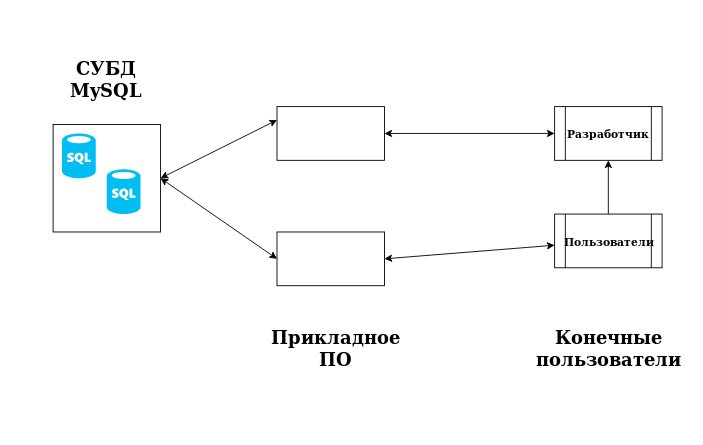 СУБД
MySQL
SQL
SQL
Разработчик
Пользователи
Прикладное
ПО
Конечные
пользователи